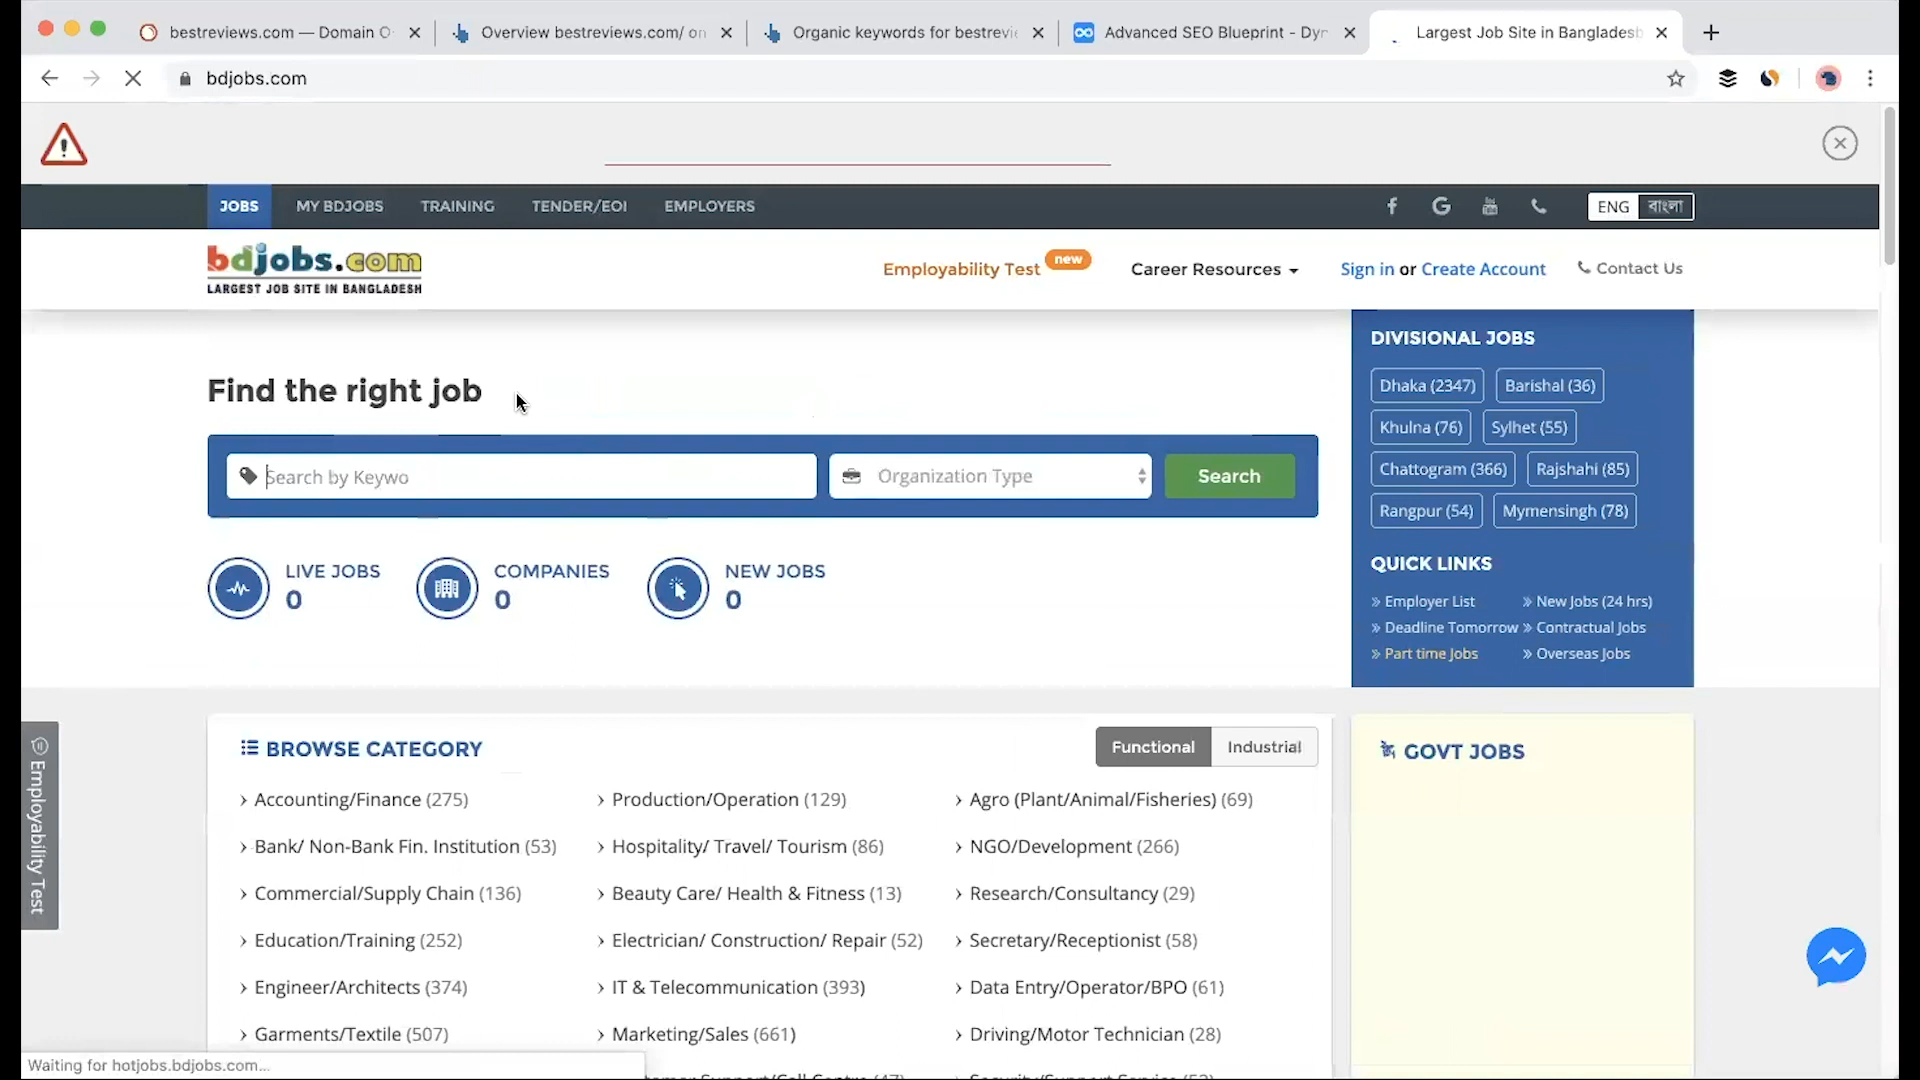 bestreviews.com — Domain O
Overview bestreviews.com/ on
Organic keywords for bestrevie
Advanced SEO Blueprint - Dyn
Largest Job Site in Bangladesh
bdjobs.com
JOBS
MY BDJOBS
TRAINING
TENDER/EOI
EMPLOYERS
ENG
বাংলা
bdjobs.com
LARGEST JOB SITE IN BANGLADESH
Employability Test
new
Career Resources
Sign in or Create Account
Contact Us
Find the right job
Search by Keywo
Organization Type
Search
LIVE JOBS
0
COMPANIES
0
NEW JOBS
0
DIVISIONAL JOBS
Dhaka (2347)
Barishal (36)
Khulna (76)
Sylhet (55)
Chattogram (366)
Rajshahi (85)
Rangpur (54)
Mymensingh (78)
QUICK LINKS
» Employer List
» New Jobs (24 hrs)
» Deadline Tomorrow
» Contractual Jobs
» Part time Jobs
» Overseas Jobs
Employability Test
BROWSE CATEGORY
Functional
Industrial
› Accounting/Finance (275)
› Production/Operation (129)
› Agro (Plant/Animal/Fisheries) (69)
› Bank/ Non-Bank Fin. Institution (53)
› Hospitality/ Travel/ Tourism (86)
› NGO/Development (266)
› Commercial/Supply Chain (136)
› Beauty Care/ Health & Fitness (13)
› Research/Consultancy (29)
› Education/Training (252)
› Electrician/ Construction/ Repair (52)
› Secretary/Receptionist (58)
› Engineer/Architects (374)
› IT & Telecommunication (393)
› Data Entry/Operator/BPO (61)
› Garments/Textile (507)
› Marketing/Sales (661)
› Driving/Motor Technician (28)
GOVT JOBS
Waiting for hotjobs.bdjobs.com...